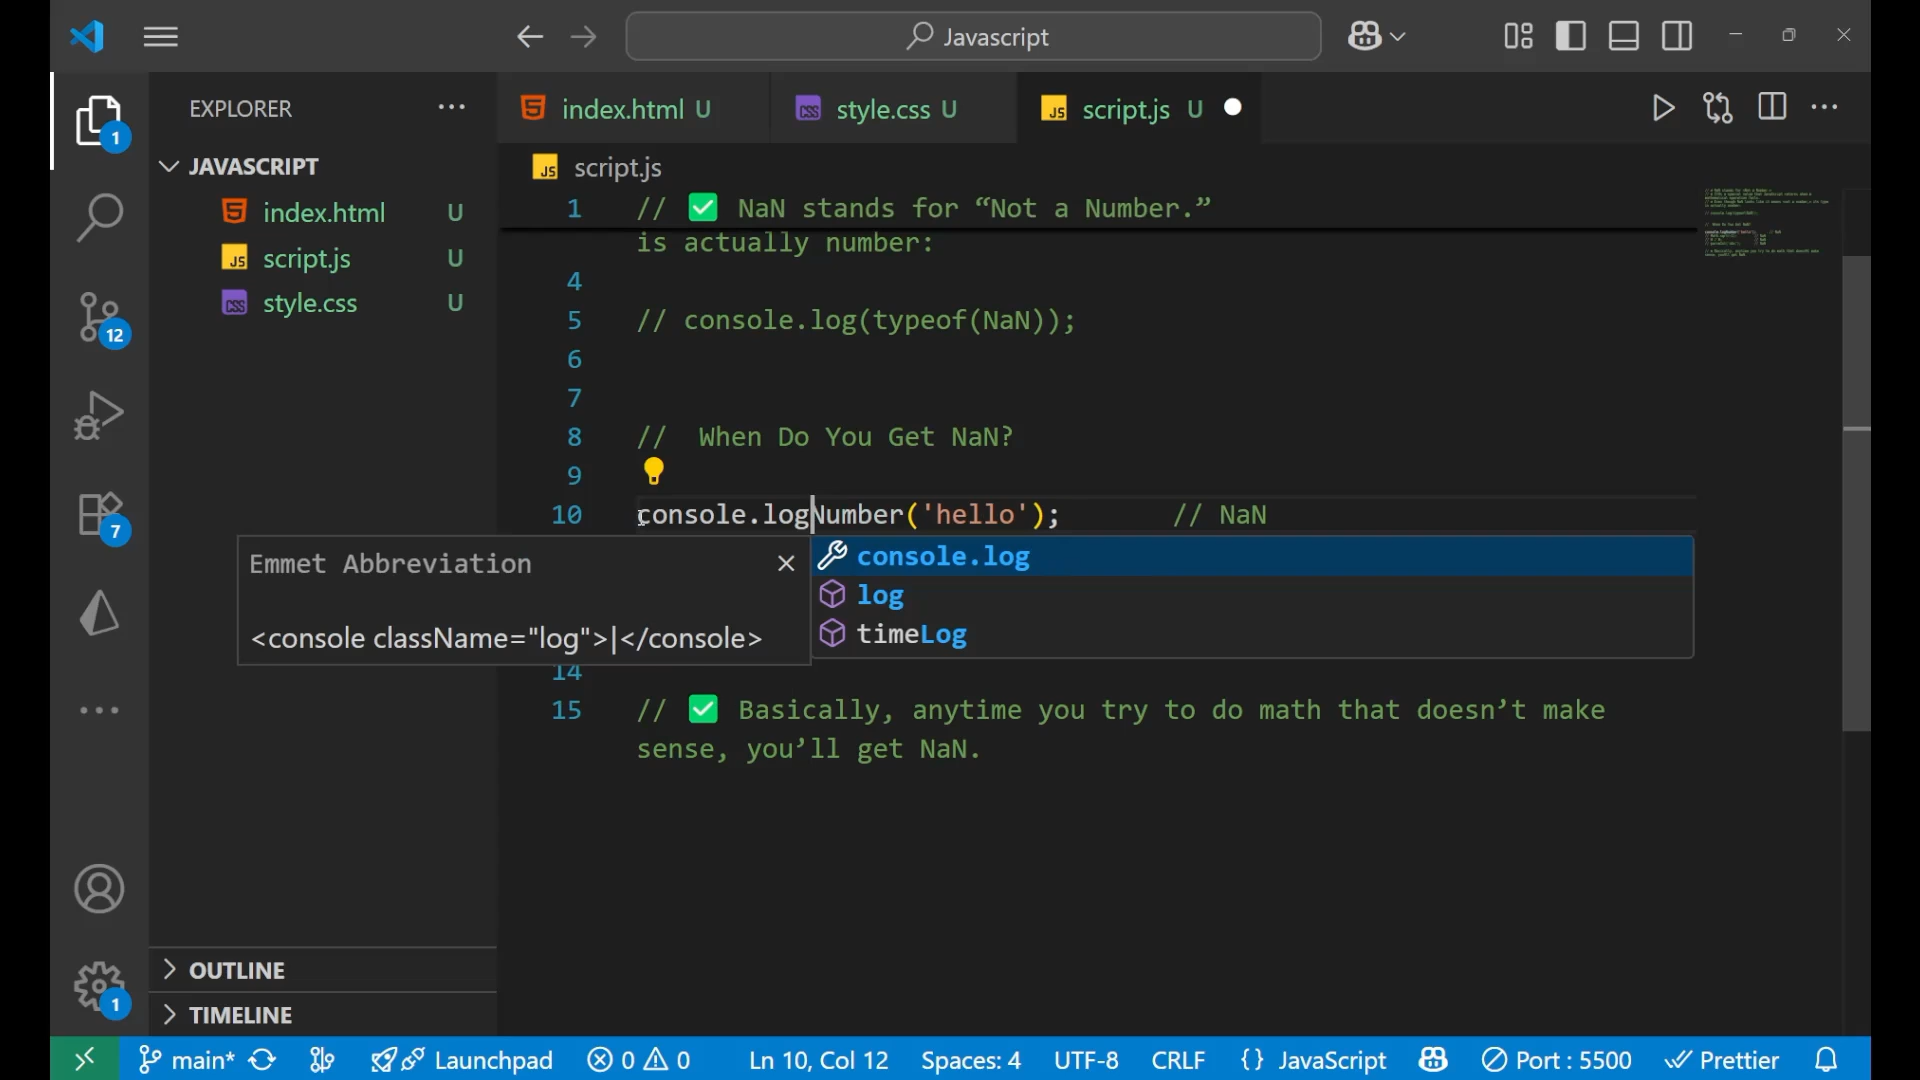 Javascript
EXPLORER
index.html U
style.css U
script.js U
JAVASCRIPT
index.html U
script.js U
style.css U
script.js
1 // ✅ NaN stands for “Not a Number.”
is actually number:
4
5 // console.log(typeof(NaN));
6
7
8 // When Do You Get NaN?
9
10 console.logNumber('hello'); // NaN
Emmet Abbreviation
<console className="log">|</console>
console.log
log
timeLog
14
15 // ✅ Basically, anytime you try to do math that doesn’t make
sense, you’ll get NaN.
1
12
7
1
OUTLINE
TIMELINE
main* Launchpad 0 0 Ln 10, Col 12 Spaces: 4 UTF-8 CRLF {} JavaScript Port : 5500 Prettier